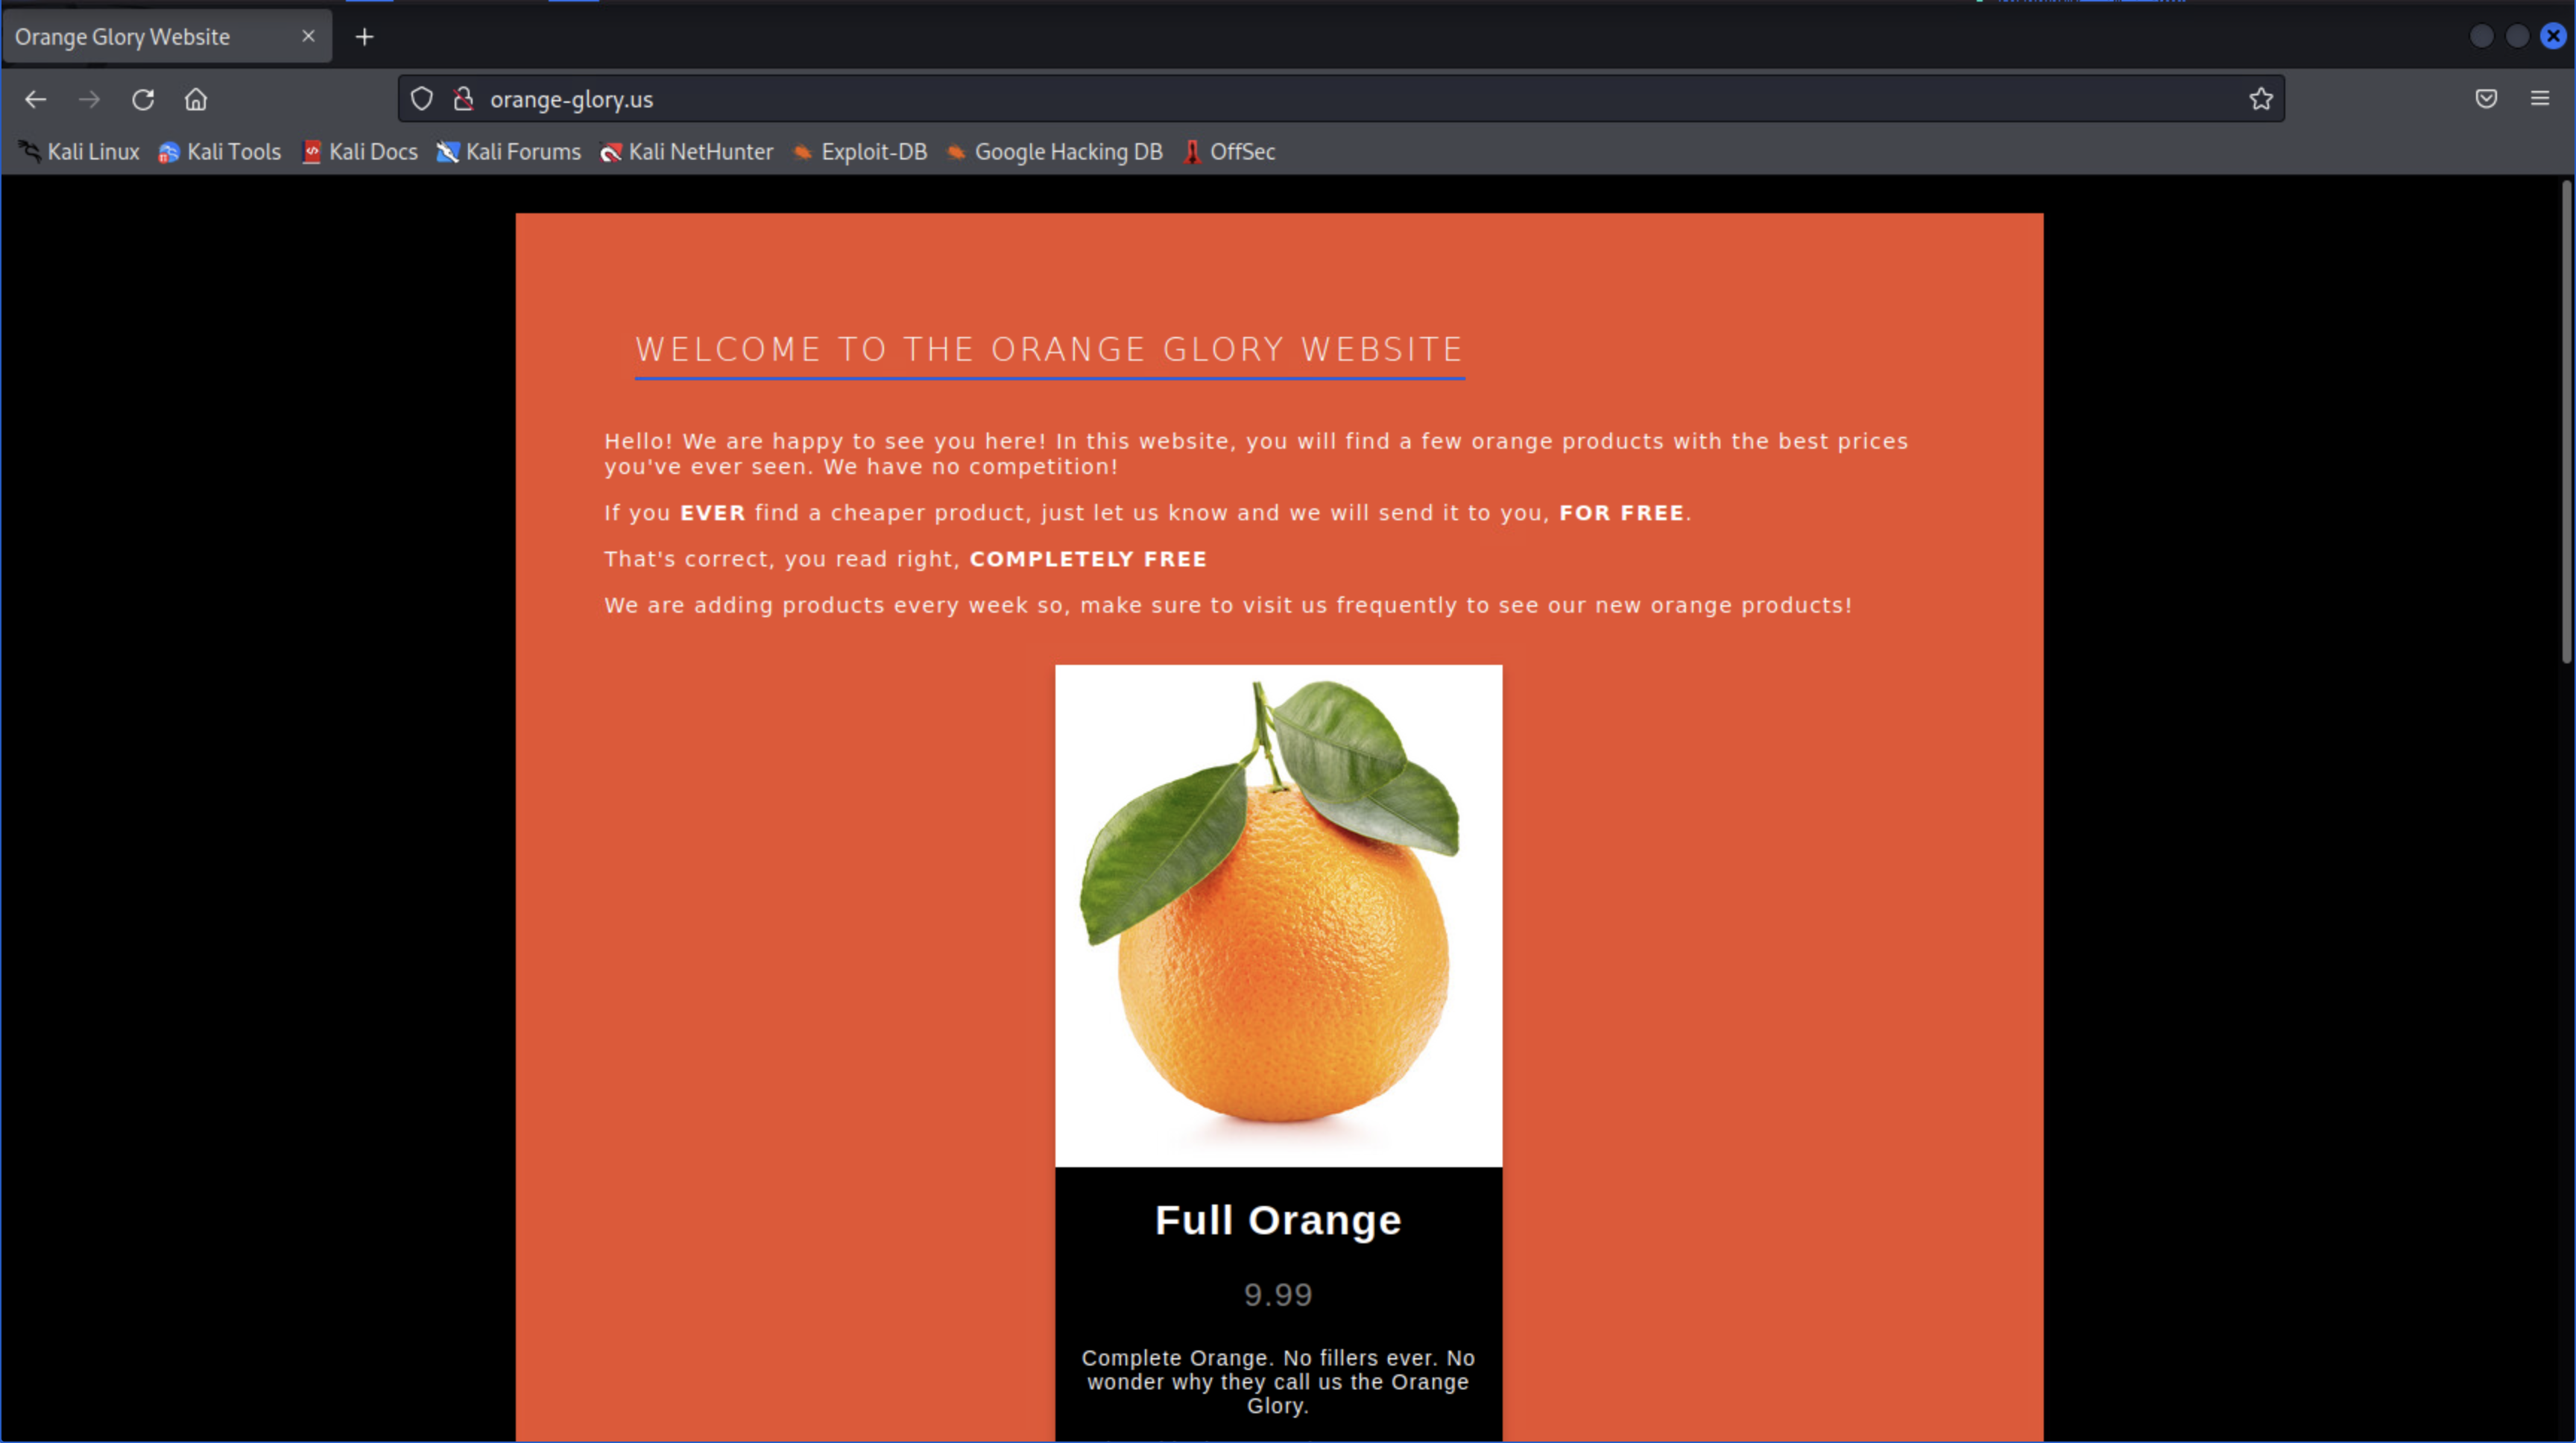 Orange Glory Website
orange-glory.us
Kali Linux Kali Tools Kali Docs Kali Forums Kali NetHunter Exploit-DB Google Hacking DB OffSec
WELCOME TO THE ORANGE GLORY WEBSITE
Hello! We are happy to see you here! In this website, you will find a few orange products with the best prices
you've ever seen. We have no competition!
If you EVER find a cheaper product, just let us know and we will send it to you, FOR FREE.
That's correct, you read right, COMPLETELY FREE
We are adding products every week so, make sure to visit us frequently to see our new orange products!
Full Orange
9.99
Complete Orange. No fillers ever. No
wonder why they call us the Orange
Glory.